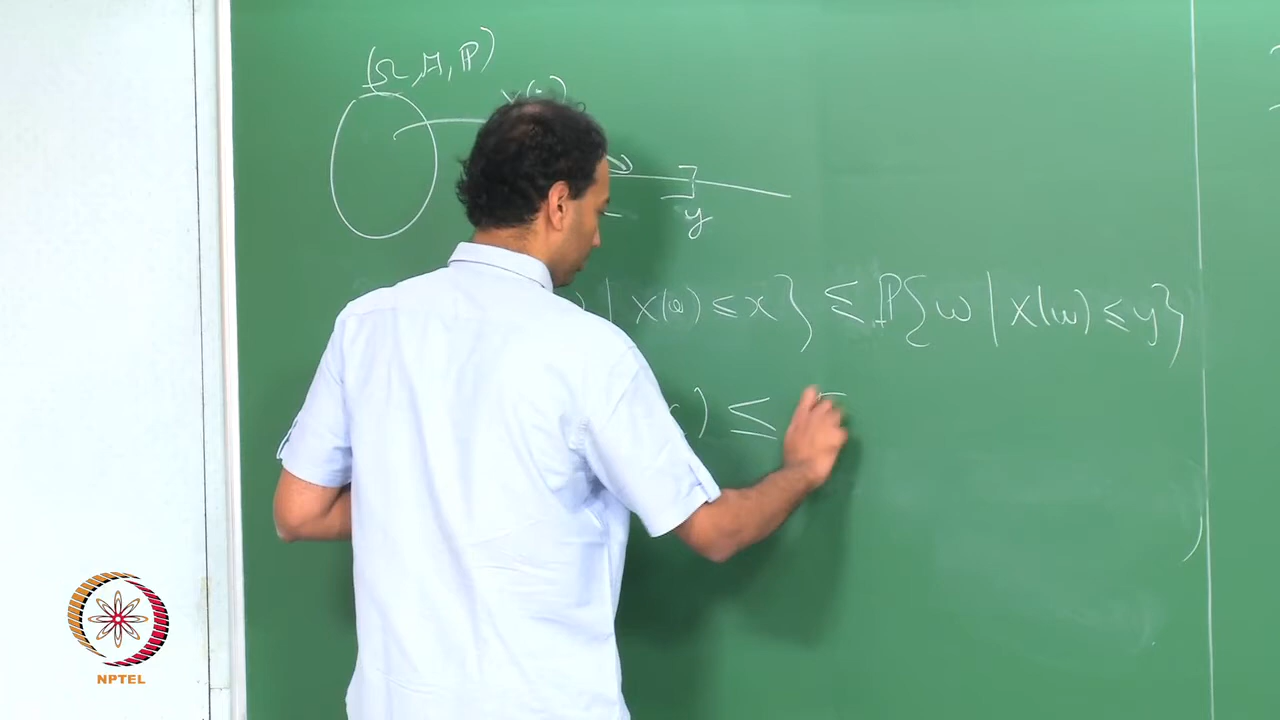 (Ω, F, ℙ)
X(·)
y
| X(ω) ≤ x} ≤ ℙ{ω | X(ω) ≤ y}
) ≤
NPTEL